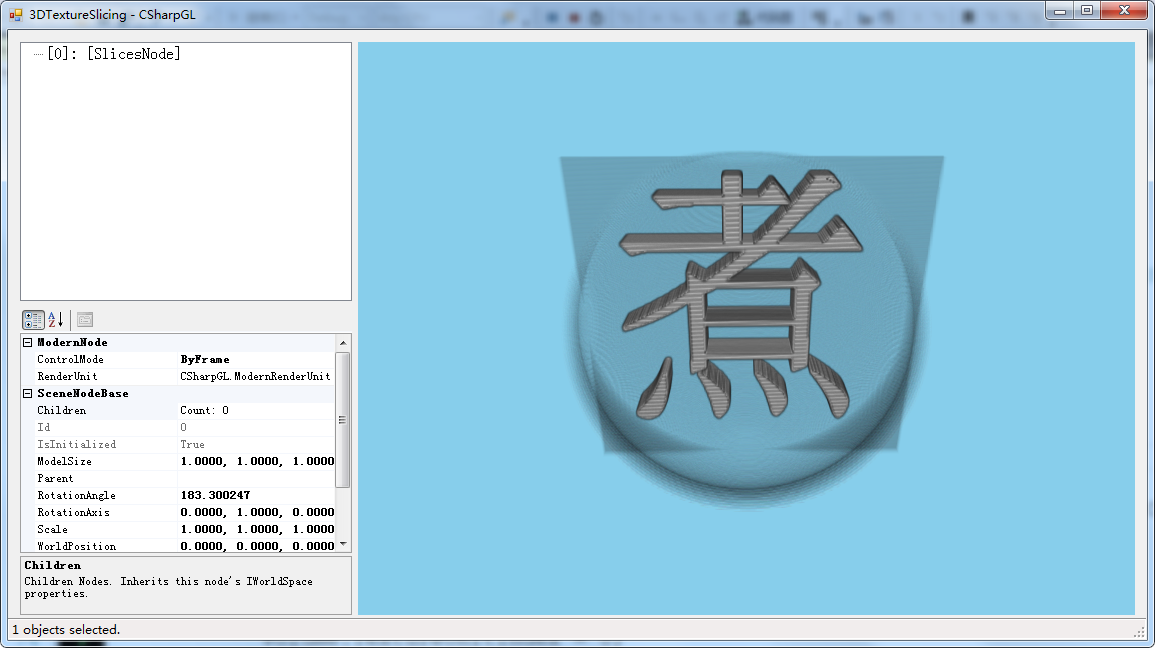 3DTextureSlicing - CSharpGL
[0]: [SlicesNode]
煮
ModernNode
ControlMode ByFrame
RenderUnit CSharpGL.ModernRenderUnit
SceneNodeBase
Children Count: 0
Id 0
IsInitialized True
ModelSize 1.0000, 1.0000, 1.0000
Parent
RotationAngle 183.300247
RotationAxis 0.0000, 1.0000, 0.0000
Scale 1.0000, 1.0000, 1.0000
WorldPosition 0.0000, 0.0000, 0.0000
Children
Children Nodes. Inherits this node's IWorldSpace
properties.
1 objects selected.